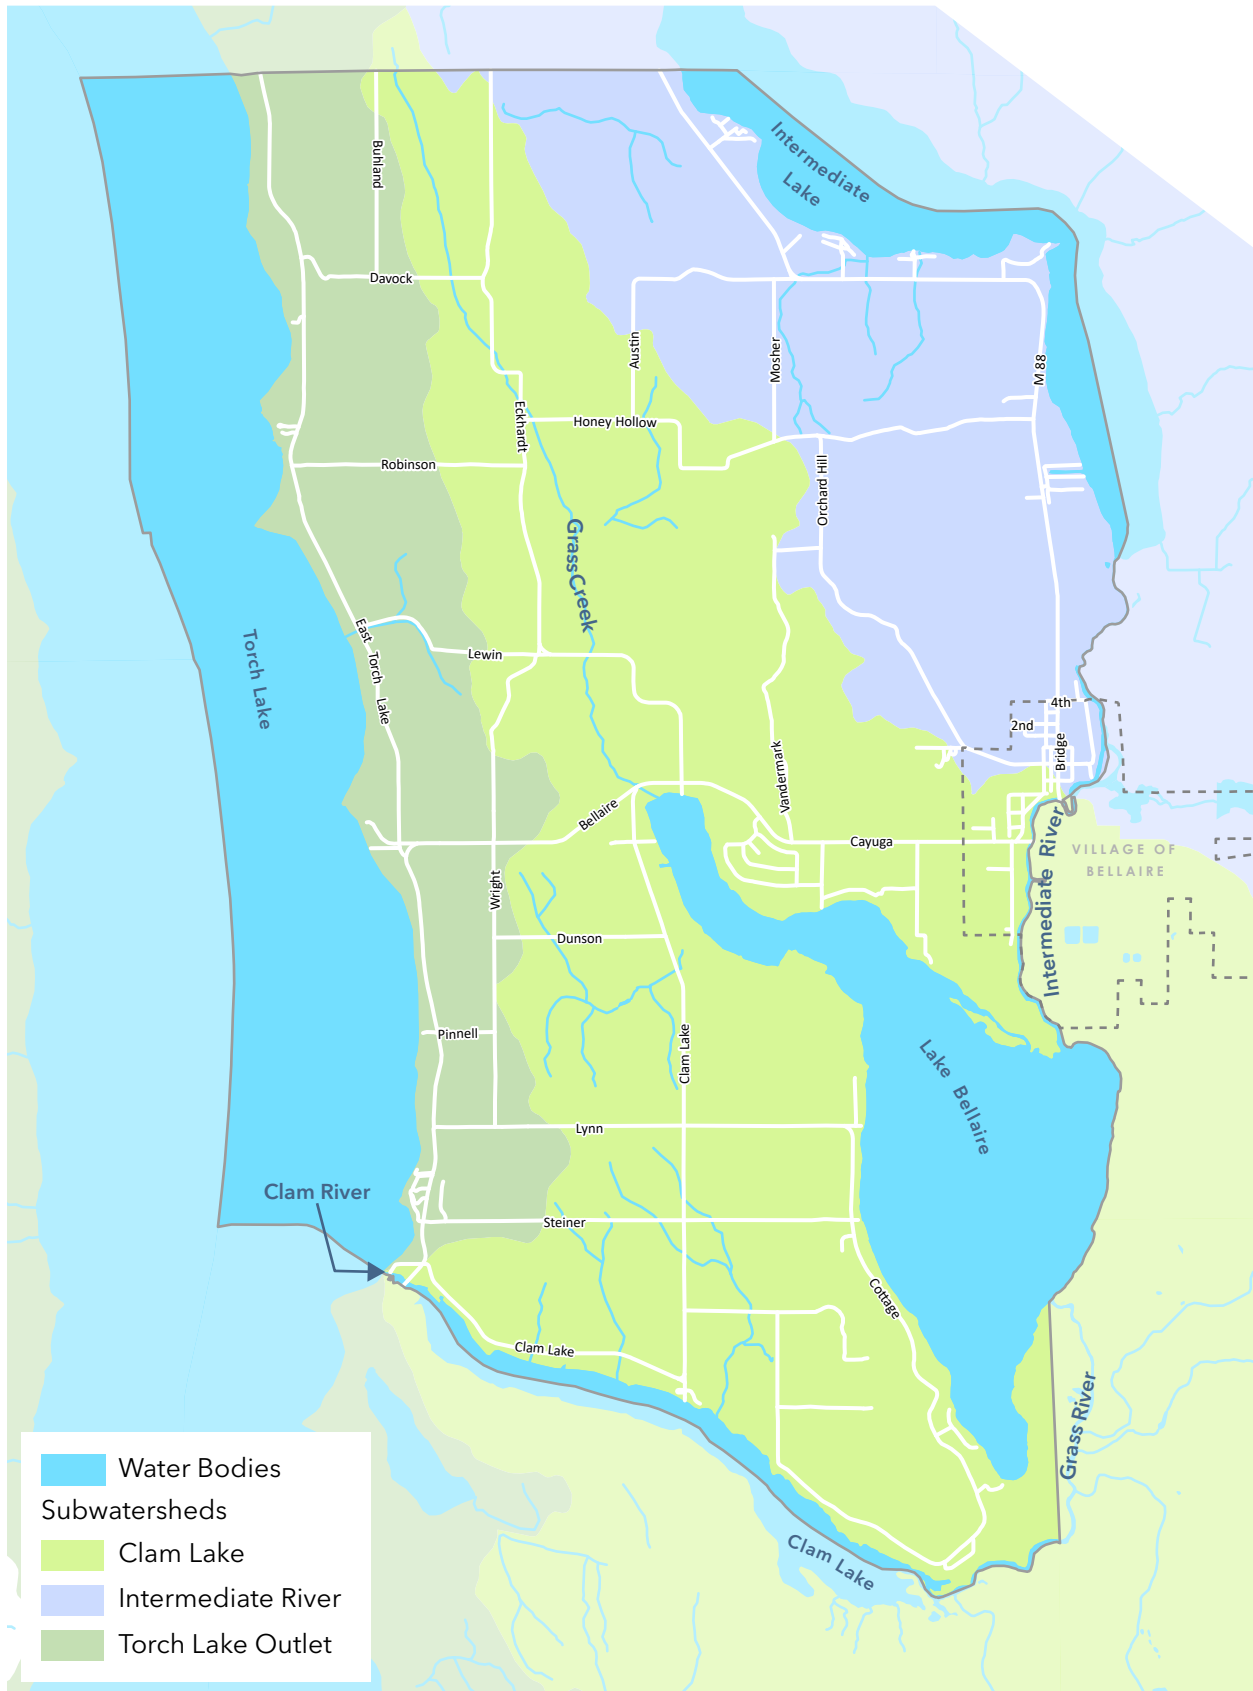 Intermediate
Lake
Buhland
Davock
Austin
Mosher
M 88
Eckhardt
Honey Hollow
Robinson
Orchard Hill
Grass Creek
East Torch Lake
Torch Lake
Lewin
4th
2nd
Bridge
Vandermark
Bellaire
Cayuga
VILLAGE OF
BELLAIRE
Intermediate River
Wright
Dunson
Pinnell
Clam Lake
Lake Bellaire
Lynn
Clam River
Steiner
Cottage
Clam Lake
Grass River
Clam Lake
Water Bodies
Subwatersheds
Clam Lake
Intermediate River
Torch Lake Outlet